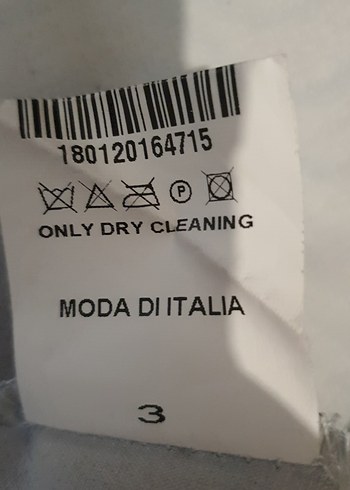 180120164715
P
ONLY DRY CLEANING
MODA DI ITALIA
3